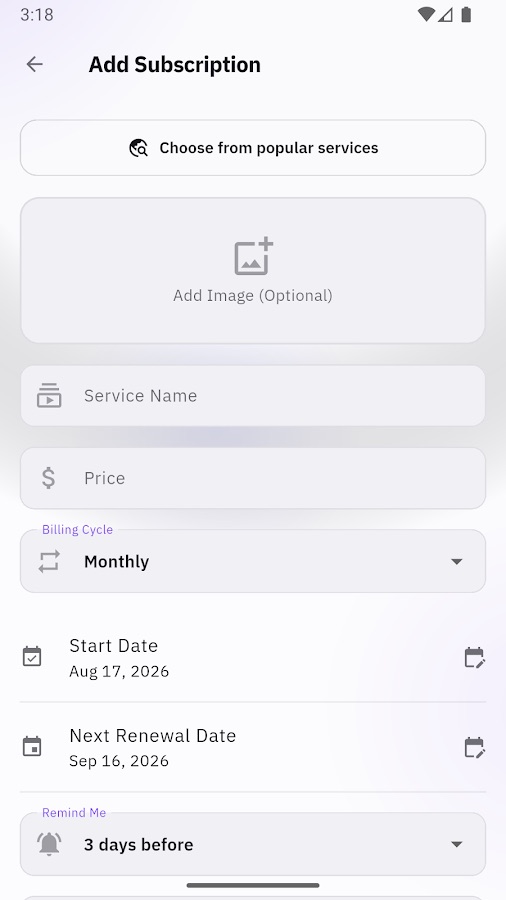 3:18
Add Subscription
Choose from popular services
Add Image (Optional)
Service Name
Price
Billing Cycle
Monthly
Start Date
Aug 17, 2026
Next Renewal Date
Sep 16, 2026
Remind Me
3 days before